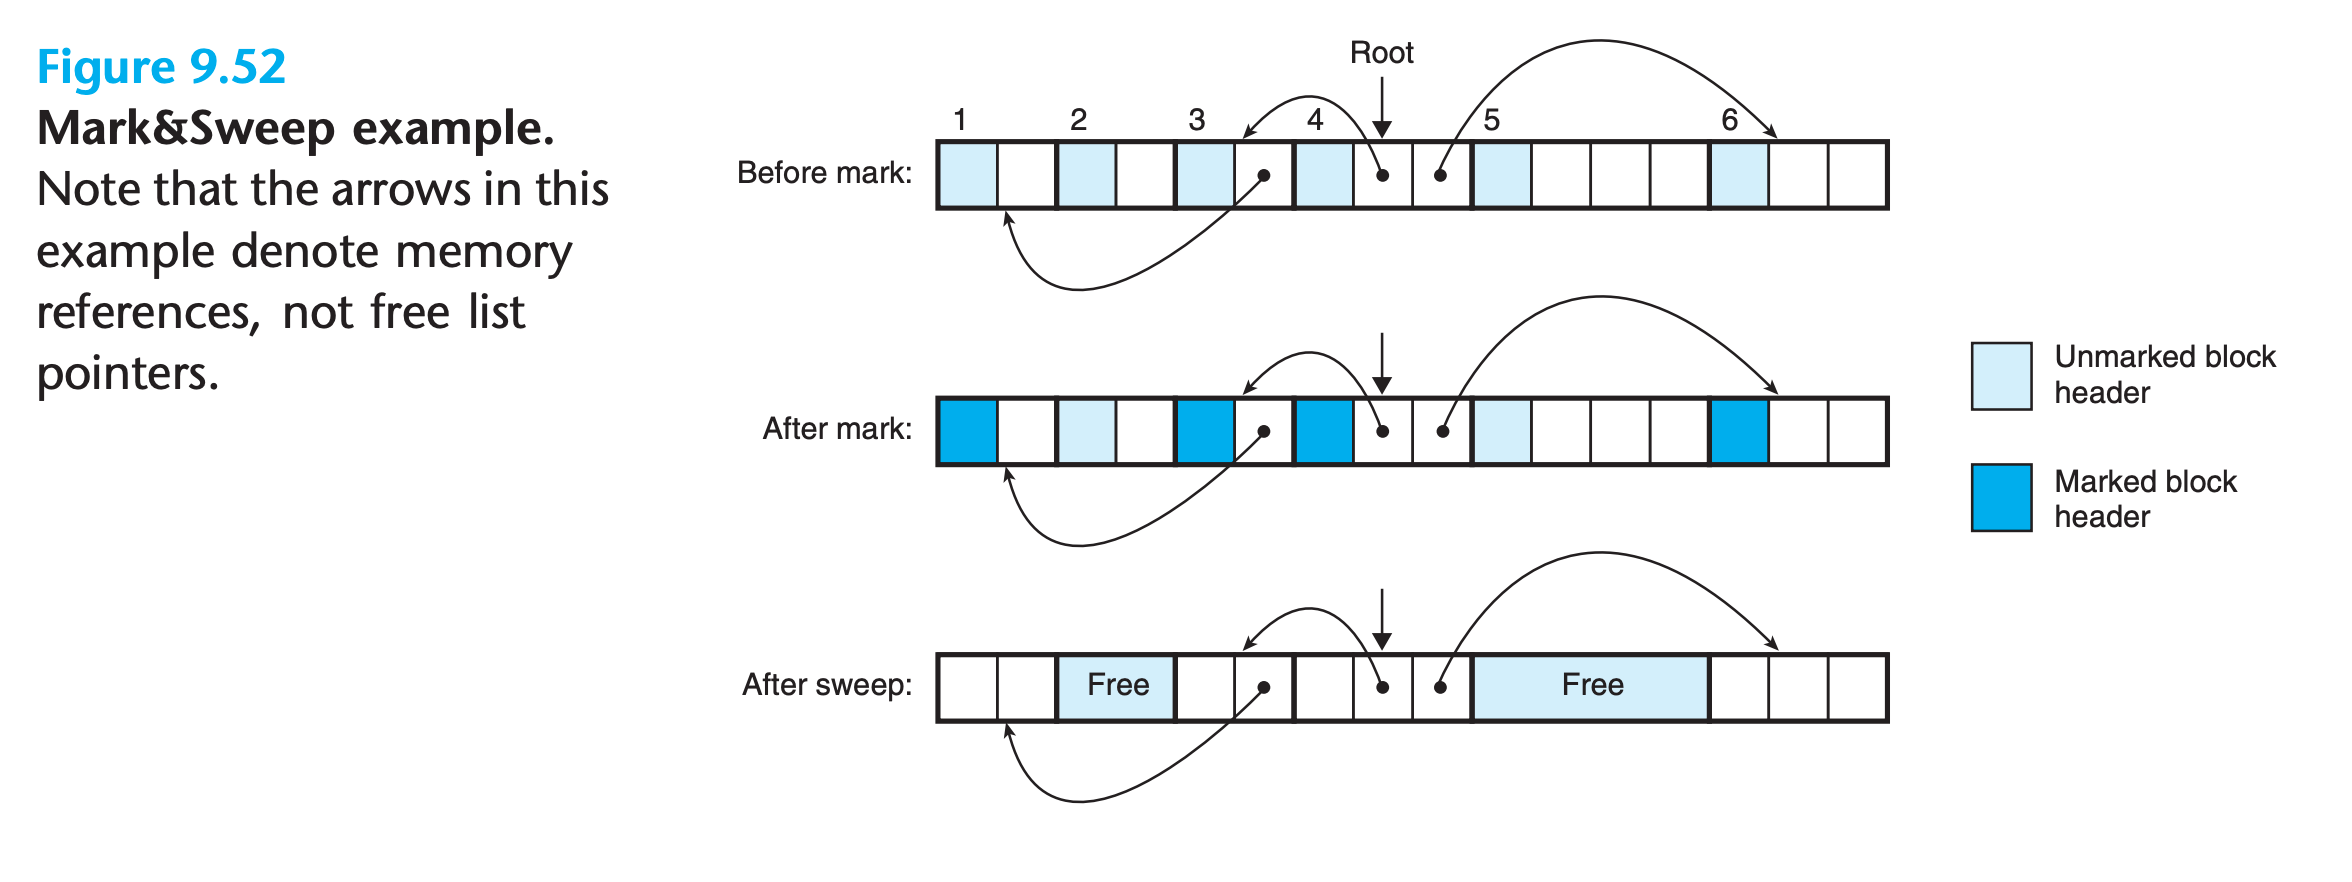 Figure 9.52
Mark&Sweep example.
Note that the arrows in this
example denote memory
references, not free list
pointers.
Root
1 2 3 4 5 6
Before mark:
After mark:
Unmarked block
header
Marked block
header
After sweep: Free Free